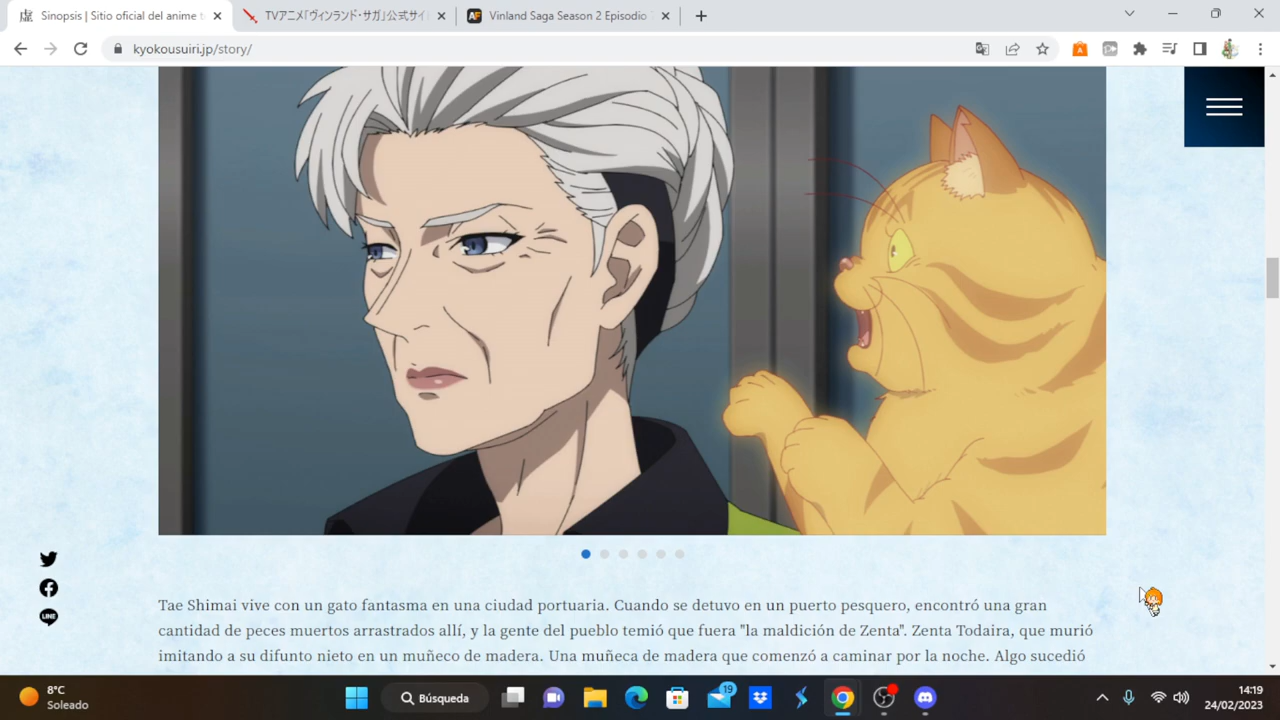 虚 Sinopsis | Sitio oficial del anime t
TVアニメ「ヴィンランド・サガ」公式サイ
AF Vinland Saga Season 2 Episodio
kyokousuiri.jp/story/
LINE
Tae Shimai vive con un gato fantasma en una ciudad portuaria. Cuando se detuvo en un puerto pesquero, encontró una gran
cantidad de peces muertos arrastrados allí, y la gente del pueblo temió que fuera "la maldición de Zenta". Zenta Todaira, que murió
imitando a su difunto nieto en un muñeco de madera. Una muñeca de madera que comenzó a caminar por la noche. Algo sucedió
8°C
Soleado
Búsqueda
19
14:19
24/02/2023